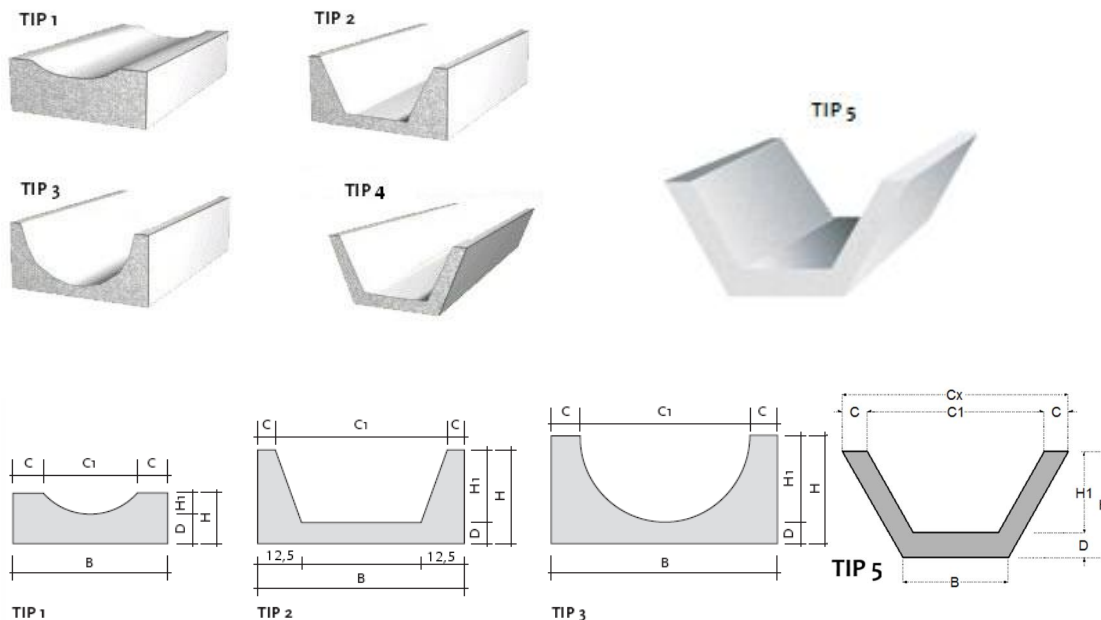 TIP 1
TIP 2
TIP 5
TIP 3
TIP 4
C C1 C
H1
D
H
B
TIP 1
C C1 C
H1
D
H
12,5 12,5
B
TIP 2
C C1 C
H1
D
H
B
TIP 3
Cx
C C1 C
H1
D
B
TIP 5